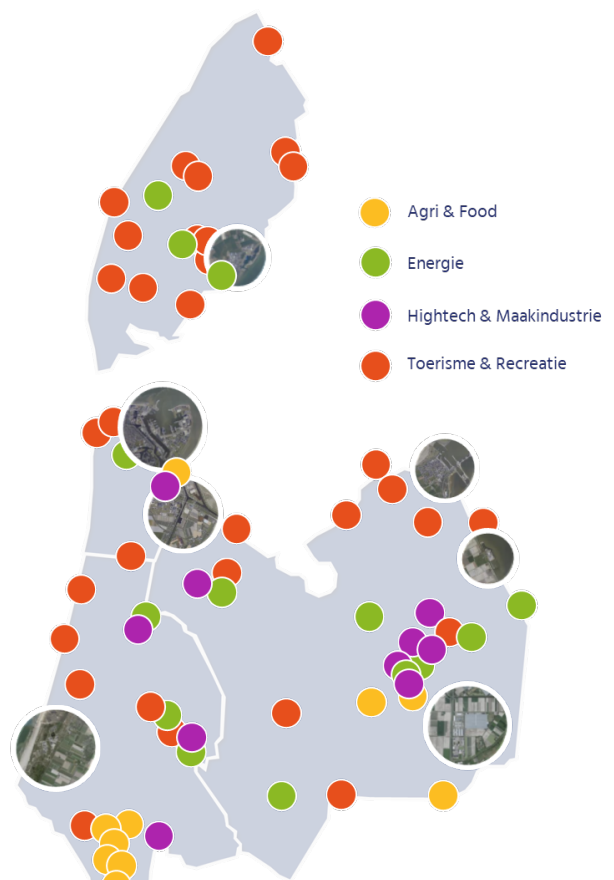 Agri & Food
Energie
Hightech & Maakindustrie
Toerisme & Recreatie